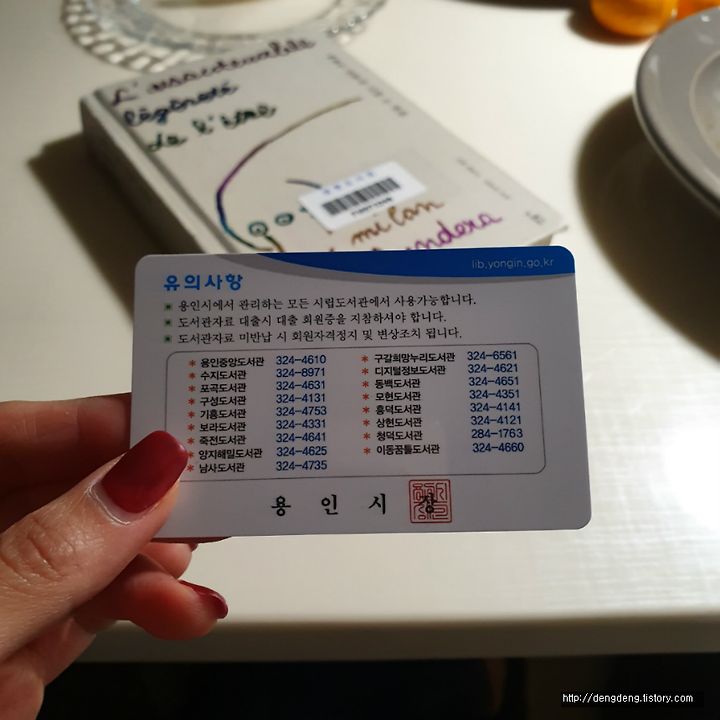 L'insoutenable
légèreté
de l'être
milan
kundera
lib.yongin.go.kr
유의사항
용인시에서 관리하는 모든 시립도서관에서 사용가능합니다.
도서관자료 대출시 대출 회원증을 지참하셔야 합니다.
도서관자료 미반납 시 회원자격정지 및 변상조치 됩니다.
* 용인중앙도서관 324-4610
* 수지도서관 324-8971
* 포곡도서관 324-4631
* 구성도서관 324-4131
* 기흥도서관 324-4753
* 보라도서관 324-4331
* 죽전도서관 324-4641
* 양지해밀도서관 324-4625
* 남사도서관 324-4735
* 구갈희망누리도서관 324-6561
* 디지털정보도서관 324-4621
* 동백도서관 324-4651
* 모현도서관 324-4351
* 흥덕도서관 324-4141
* 상현도서관 324-4121
* 청덕도서관 284-1763
* 이동꿈틀도서관 324-4660
용 인 시 장
http://dengdeng.tistory.com